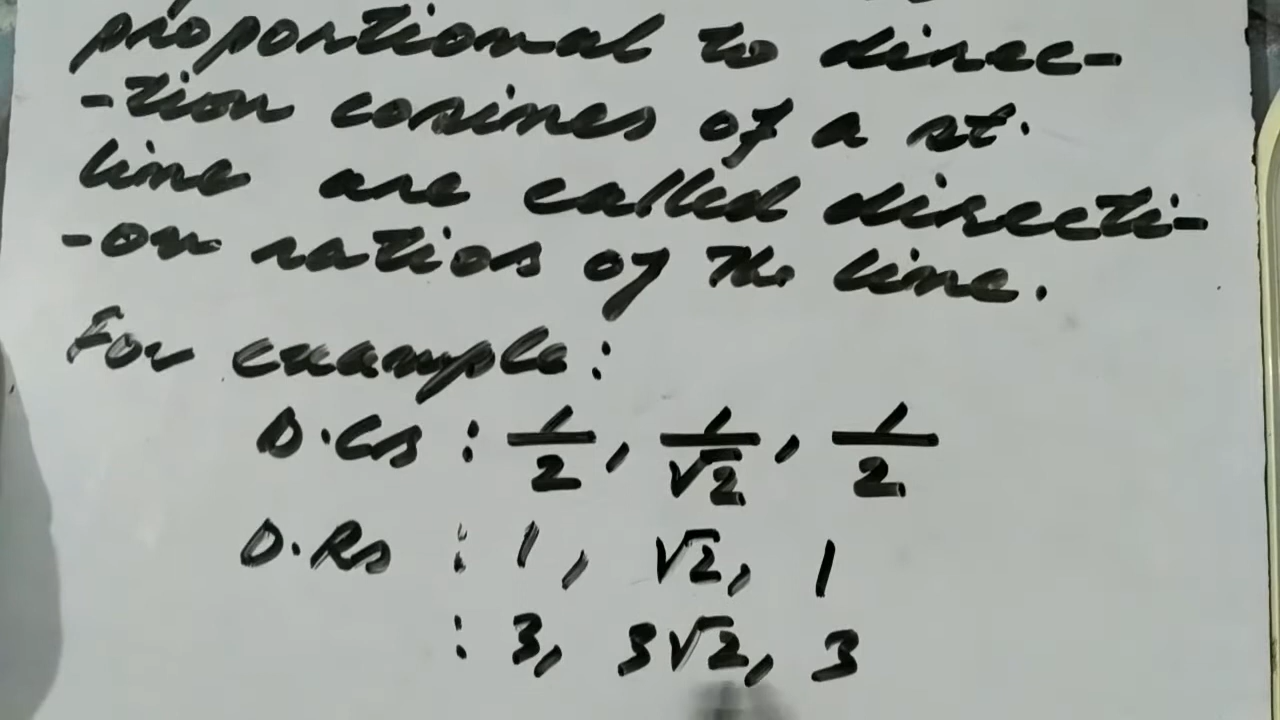 proportional to direc-
-tion cosines of a st.
line are called directi-
-on ratios of the line.
For example:
D.Cs : 1/2, 1/√2, 1/2
D.Rs : 1, √2, 1
: 3, 3√2, 3